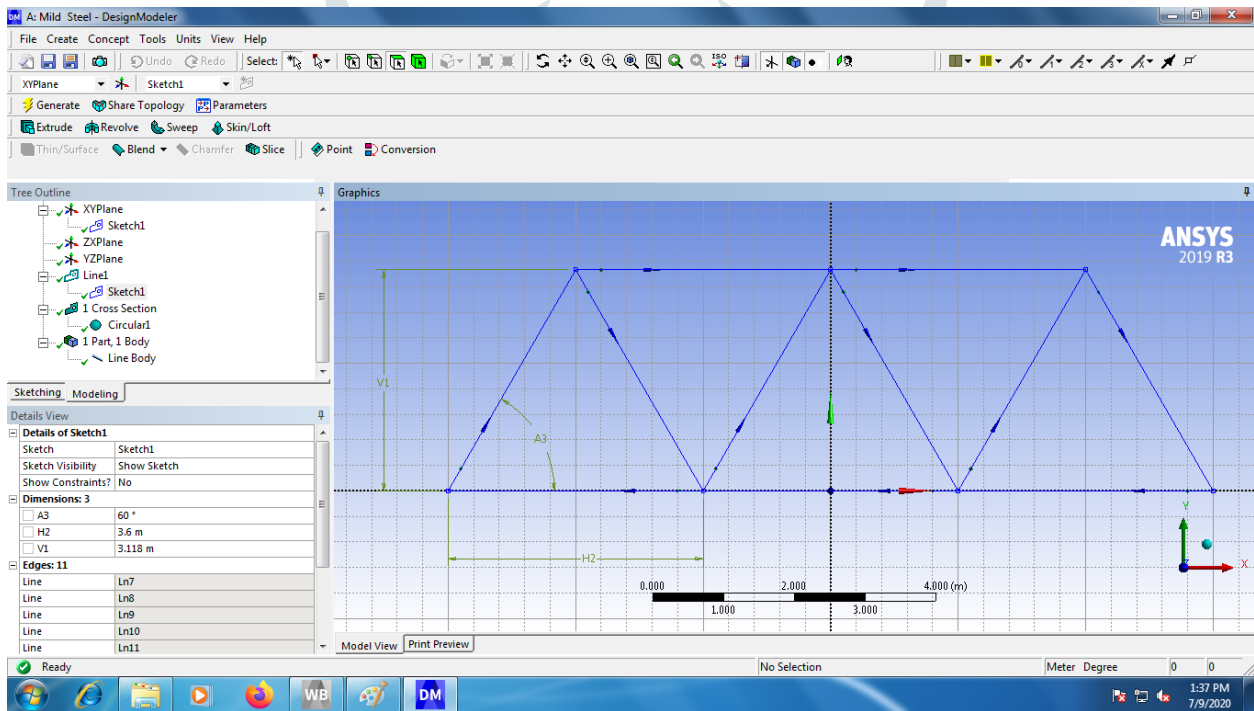 A: Mild Steel - DesignModeler
File Create Concept Tools Units View Help
Undo Redo Select:
XYPlane Sketch1
Generate Share Topology Parameters
Extrude Revolve Sweep Skin/Loft
Thin/Surface Blend Chamfer Slice Point Conversion
Tree Outline
XYPlane
Sketch1
ZXPlane
YZPlane
Line1
Sketch1
1 Cross Section
Circular1
1 Part, 1 Body
Line Body
Sketching Modeling
Details View
Details of Sketch1
Sketch Sketch1
Sketch Visibility Show Sketch
Show Constraints? No
Dimensions: 3
A3 60 °
H2 3.6 m
V1 3.118 m
Edges: 11
Line Ln7
Line Ln8
Line Ln9
Line Ln10
Line Ln11
Graphics
ANSYS
2019 R3
V1
A3
H2
Y
X
0.000 2.000 4.000 (m)
1.000 3.000
Model View Print Preview
Ready No Selection Meter Degree 0 0
WB DM 1:37 PM
7/9/2020